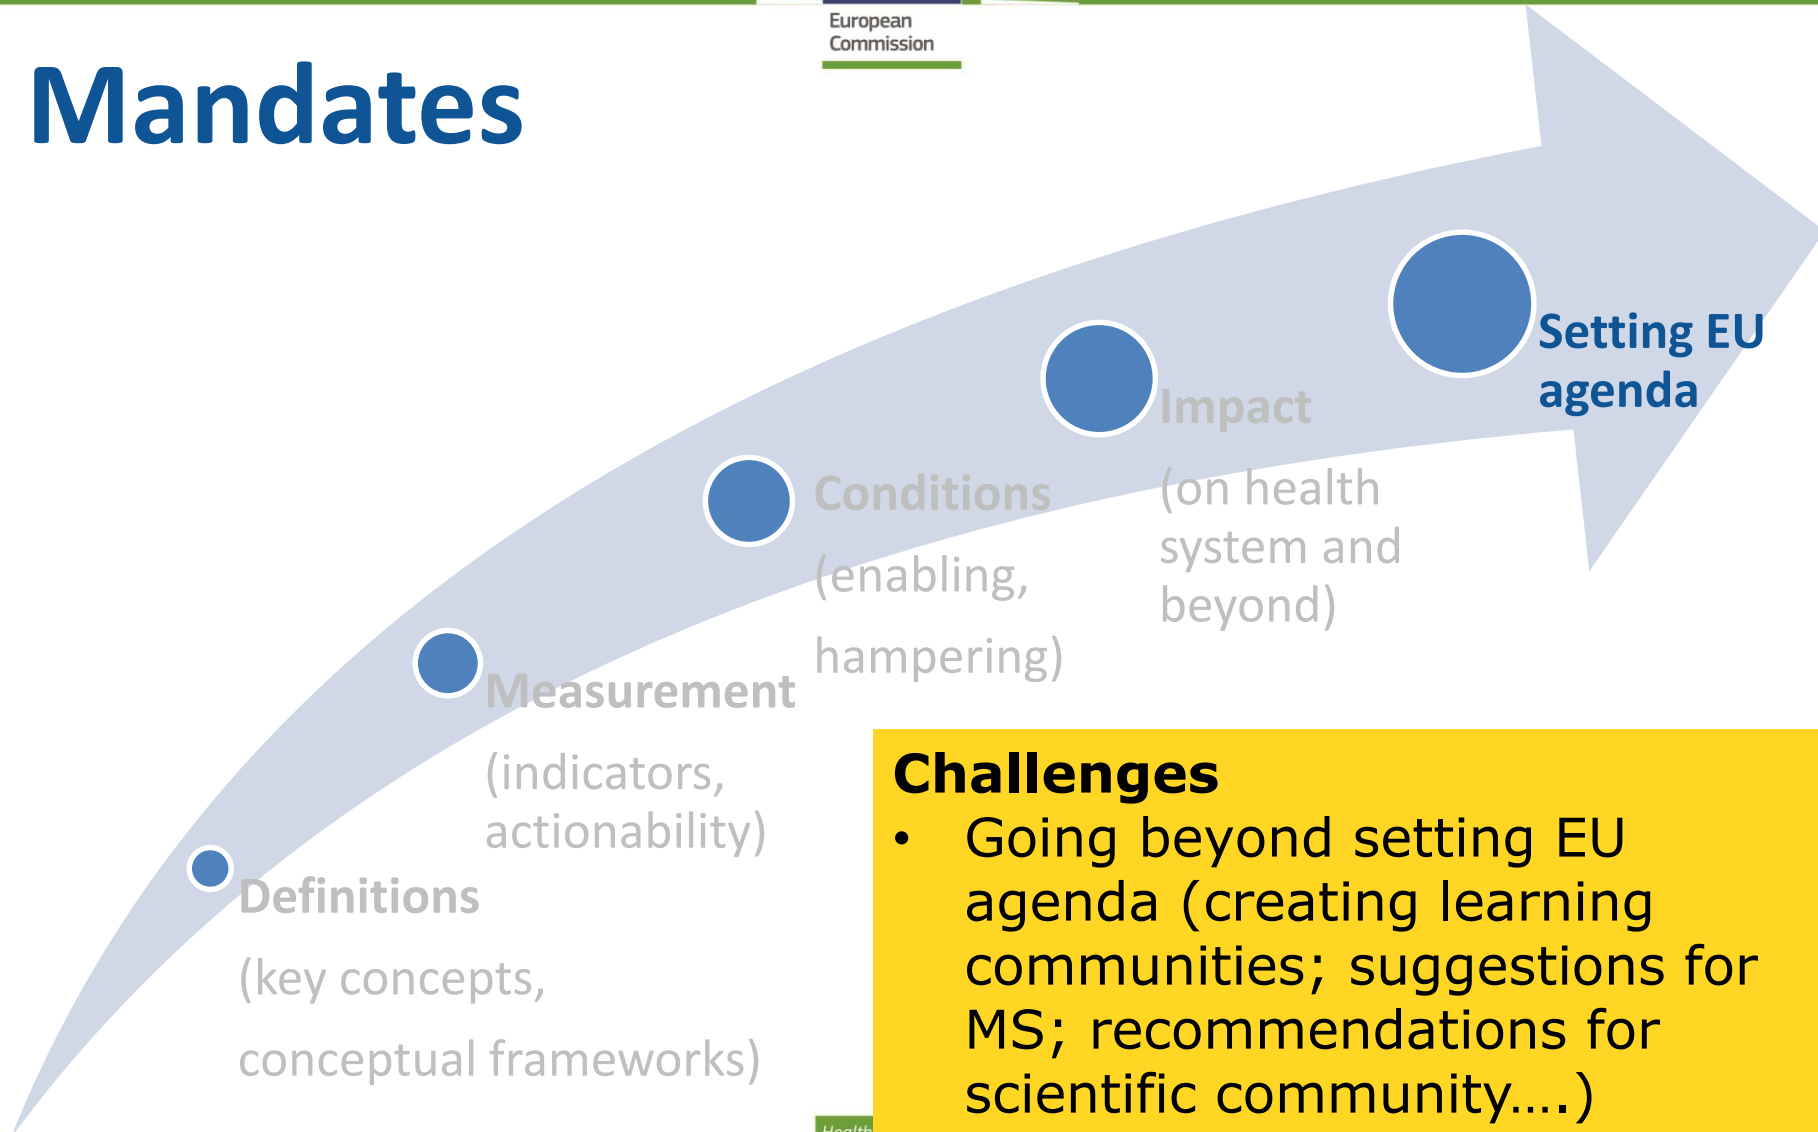 European
Commission
Mandates
Setting EU
agenda
Impact
(on health
system and
beyond)
Conditions
(enabling,
hampering)
Measurement
(indicators,
actionability)
Definitions
(key concepts,
conceptual frameworks)
Challenges
• Going beyond setting EU
agenda (creating learning
communities; suggestions for
MS; recommendations for
scientific community….)